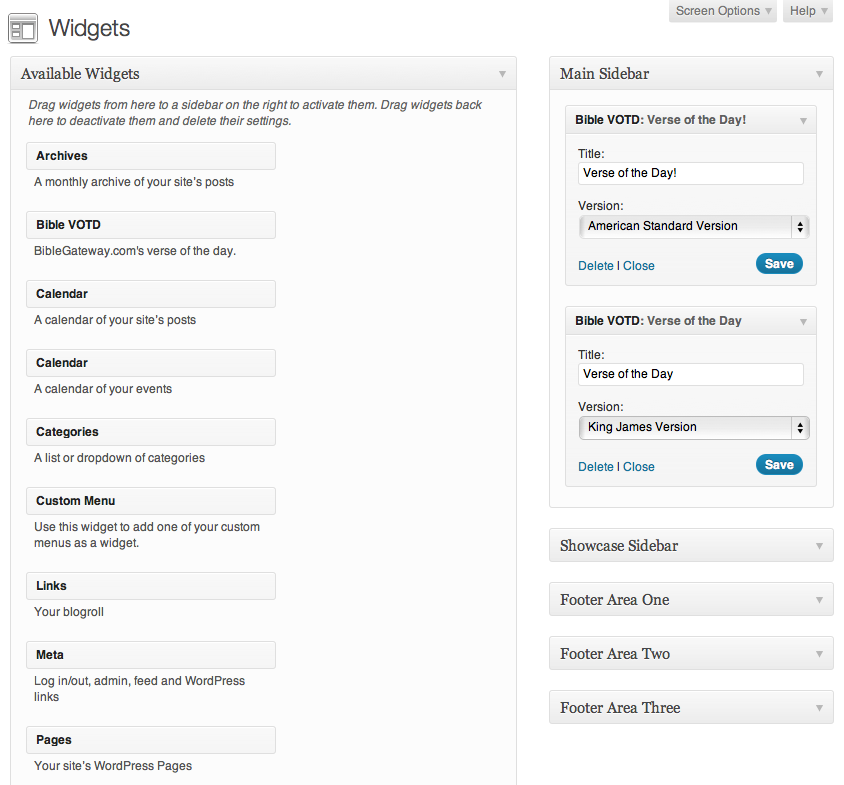 Screen Options
Help
Widgets
Available Widgets
Drag widgets from here to a sidebar on the right to activate them. Drag widgets back
here to deactivate them and delete their settings.
Archives
A monthly archive of your site's posts
Bible VOTD
BibleGateway.com's verse of the day.
Calendar
A calendar of your site's posts
Calendar
A calendar of your events
Categories
A list or dropdown of categories
Custom Menu
Use this widget to add one of your custom
menus as a widget.
Links
Your blogroll
Meta
Log in/out, admin, feed and WordPress
links
Pages
Your site's WordPress Pages
Main Sidebar
Bible VOTD: Verse of the Day!
Title:
Verse of the Day!
Version:
American Standard Version
Delete | Close
Save
Bible VOTD: Verse of the Day
Title:
Verse of the Day
Version:
King James Version
Delete | Close
Save
Showcase Sidebar
Footer Area One
Footer Area Two
Footer Area Three